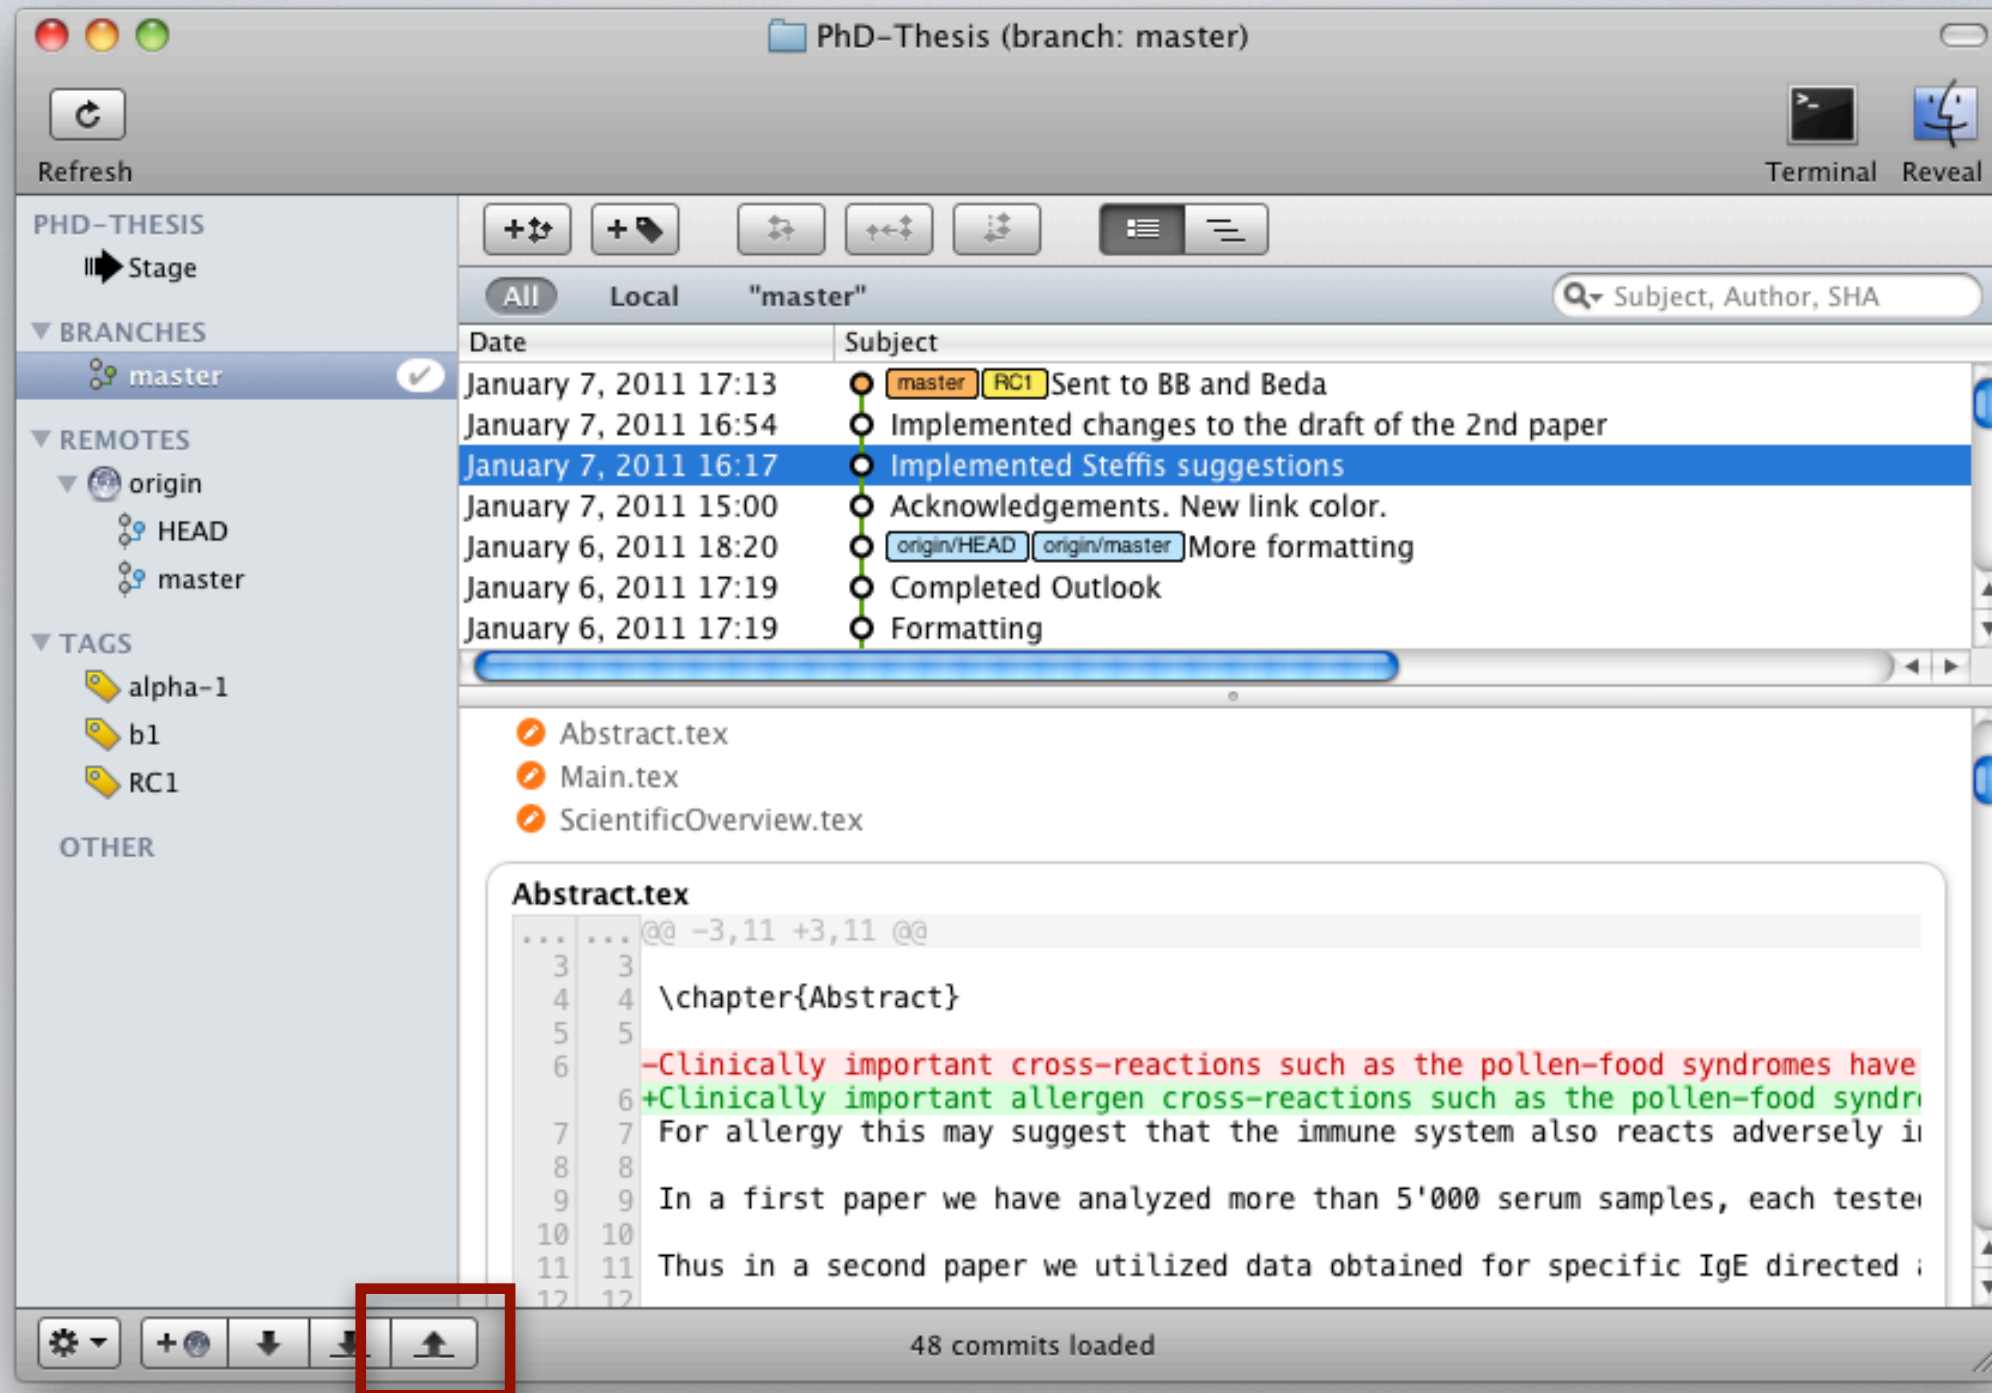 PhD-Thesis (branch: master)
Refresh
Terminal Reveal
PHD-THESIS
Stage
BRANCHES
master
REMOTES
origin
HEAD
master
TAGS
alpha-1
b1
RC1
OTHER
All Local "master"
Subject, Author, SHA
Date Subject
January 7, 2011 17:13 master RC1 Sent to BB and Beda
January 7, 2011 16:54 Implemented changes to the draft of the 2nd paper
January 7, 2011 16:17 Implemented Steffis suggestions
January 7, 2011 15:00 Acknowledgements. New link color.
January 6, 2011 18:20 origin/HEAD origin/master More formatting
January 6, 2011 17:19 Completed Outlook
January 6, 2011 17:19 Formatting
Abstract.tex
Main.tex
ScientificOverview.tex
Abstract.tex
... ... @@ -3,11 +3,11 @@
3 3
4 4 \chapter{Abstract}
5 5
6 -Clinically important cross-reactions such as the pollen-food syndromes have
6 +Clinically important allergen cross-reactions such as the pollen-food
7 7 For allergy this may suggest that the immune system also reacts adversely
8 8
9 9 In a first paper we have analyzed more than 5'000 serum samples, each
10 10
11 11 Thus in a second paper we utilized data obtained for specific IgE directed
12 12
48 commits loaded